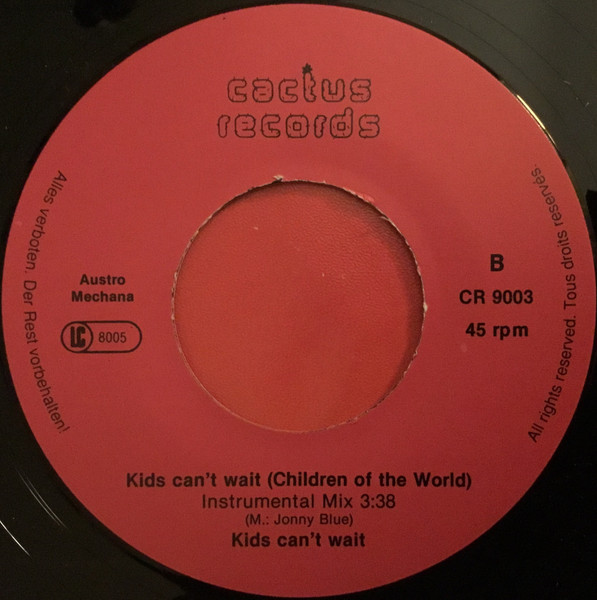 cactus
records
Alles verboten. Der Rest vorbehalten!
Austro
Mechana
LC 8005
B
CR 9003
45 rpm
All rights reserved. Tous droits reservés.
Kids can't wait (Children of the World)
Instrumental Mix 3:38
(M.: Jonny Blue)
Kids can't wait